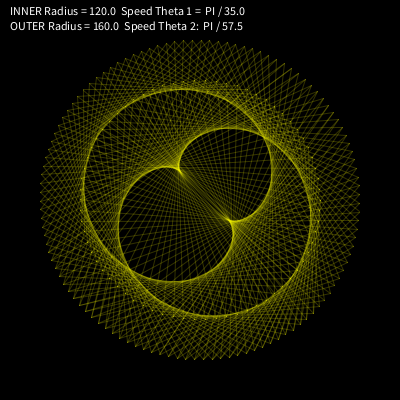 INNER Radius = 120.0 Speed Theta 1 = PI / 35.0
OUTER Radius = 160.0 Speed Theta 2: PI / 57.5